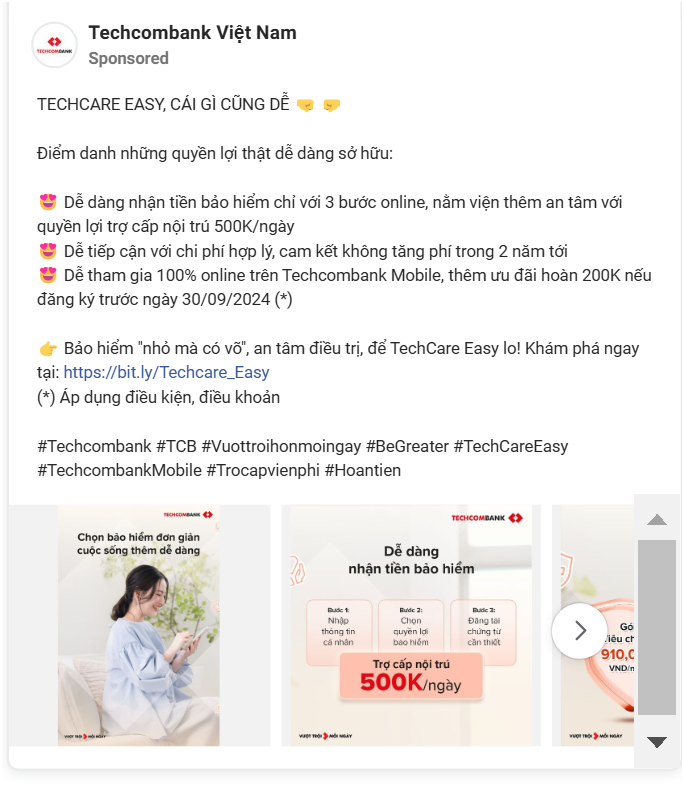 TECHCOMBANK
Techcombank Việt Nam
Sponsored
TECHCARE EASY, CÁI GÌ CŨNG DỄ 🤜 🤛
Điểm danh những quyền lợi thật dễ dàng sở hữu:
😍 Dễ dàng nhận tiền bảo hiểm chỉ với 3 bước online, nằm viện thêm an tâm với
quyền lợi trợ cấp nội trú 500K/ngày
😍 Dễ tiếp cận với chi phí hợp lý, cam kết không tăng phí trong 2 năm tới
😍 Dễ tham gia 100% online trên Techcombank Mobile, thêm ưu đãi hoàn 200K nếu
đăng ký trước ngày 30/09/2024 (*)
👉 Bảo hiểm "nhỏ mà có võ", an tâm điều trị, để TechCare Easy lo! Khám phá ngay
tại: https://bit.ly/Techcare_Easy
(*) Áp dụng điều kiện, điều khoản
#Techcombank #TCB #Vuottroihonmoingay #BeGreater #TechCareEasy
#TechcombankMobile #Trocapvienphi #Hoantien
TECHCOMBANK
Chọn bảo hiểm đơn giản
cuộc sống thêm dễ dàng
VƯỢT TRỘI MỖI NGÀY
TECHCOMBANK
Dễ dàng
nhận tiền bảo hiểm
Bước 1:
Nhập
thông tin
cá nhân
Bước 2:
Chọn
quyền lợi
bảo hiểm
Bước 3:
Đăng tải
chứng từ
cần thiết
Trợ cấp nội trú
500K/ngày
VƯỢT TRỘI MỖI NGÀY
Gó
iêu ch
910,0
VND/n
VƯỢT TRỘI MỖI NGÀY